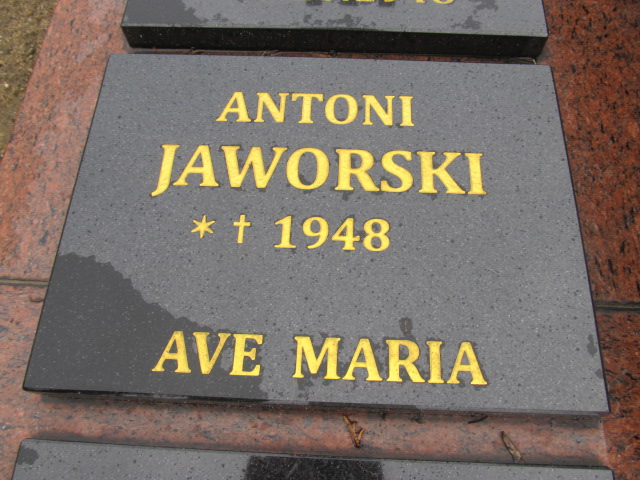 ANTONI
JAWORSKI
* † 1948
AVE MARIA